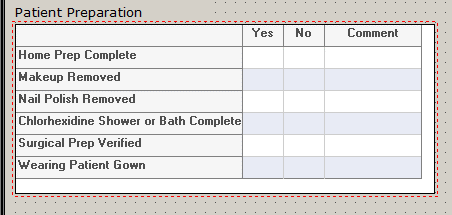 Patient Preparation
Yes No Comment
Home Prep Complete
Makeup Removed
Nail Polish Removed
Chlorhexidine Shower or Bath Complete
Surgical Prep Verified
Wearing Patient Gown